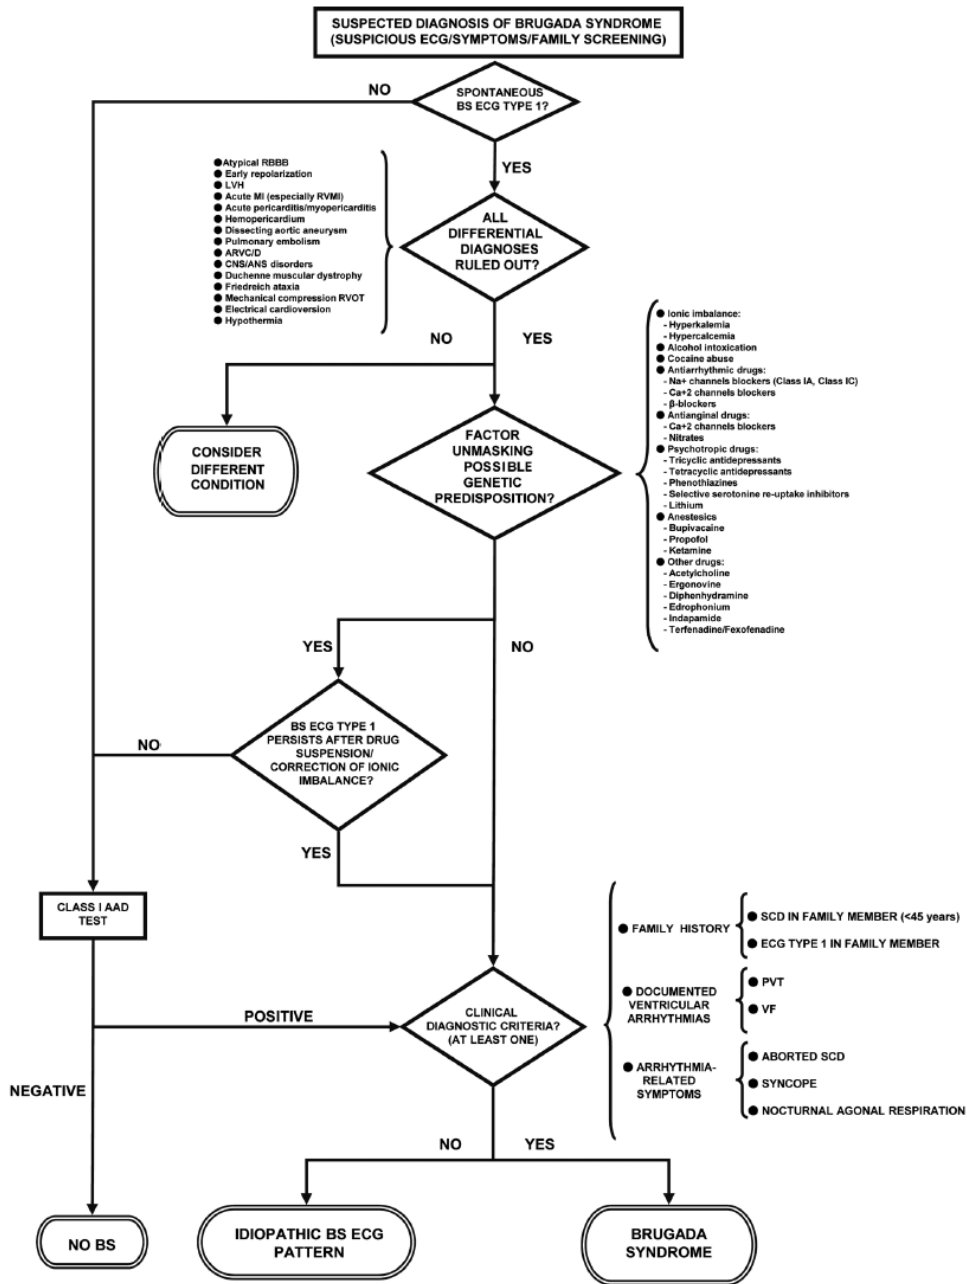 SUSPECTED DIAGNOSIS OF BRUGADA SYNDROME
(SUSPICIOUS ECG/SYMPTOMS/FAMILY SCREENING)
NO
SPONTANEOUS
BS ECG TYPE 1?
YES
● Atypical RBBB
● Early repolarization
● LVH
● Acute MI (especially RVMI)
● Acute pericarditis/myopericarditis
● Hemopericardium
● Dissecting aortic aneurysm
● Pulmonary embolism
● ARVC/D
● CNS/ANS disorders
● Duchenne muscular dystrophy
● Friedreich ataxia
● Mechanical compression RVOT
● Electrical cardioversion
● Hypothermia
ALL
DIFFERENTIAL
DIAGNOSES
RULED OUT?
NO
YES
CONSIDER
DIFFERENT
CONDITION
FACTOR
UNMASKING
POSSIBLE
GENETIC
PREDISPOSITION?
● Ionic imbalance:
- Hyperkalemia
- Hypercalcemia
● Alcohol intoxication
● Cocaine abuse
● Antiarrhythmic drugs:
- Na+ channels blockers (Class IA, Class IC)
- Ca+2 channels blockers
- β-blockers
● Antianginal drugs:
- Ca+2 channels blockers
- Nitrates
● Psychotropic drugs:
- Tricyclic antidepressants
- Tetracyclic antidepressants
- Phenothiazines
- Selective serotonine re-uptake inhibitors
- Lithium
● Anestesics
- Bupivacaine
- Propofol
- Ketamine
● Other drugs:
- Acetylcholine
- Ergonovine
- Diphenhydramine
- Edrophonium
- Indapamide
- Terfenadine/Fexofenadine
YES
NO
BS ECG TYPE 1
PERSISTS AFTER DRUG
SUSPENSION/
CORRECTION OF IONIC
IMBALANCE?
NO
YES
CLASS I AAD
TEST
POSITIVE
NEGATIVE
CLINICAL
DIAGNOSTIC CRITERIA?
(AT LEAST ONE)
● FAMILY HISTORY
● SCD IN FAMILY MEMBER (<45 years)
● ECG TYPE 1 IN FAMILY MEMBER
● DOCUMENTED
VENTRICULAR
ARRHYTHMIAS
● PVT
● VF
● ARRHYTHMIA-
RELATED
SYMPTOMS
● ABORTED SCD
● SYNCOPE
● NOCTURNAL AGONAL RESPIRATION
NO
YES
NO BS
IDIOPATHIC BS ECG
PATTERN
BRUGADA
SYNDROME